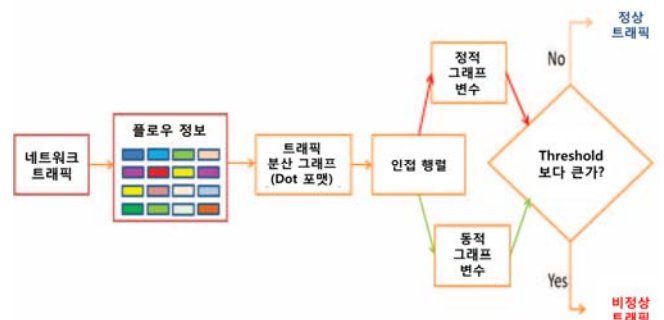 네트워크
트래픽
플로우 정보
트래픽
분산 그래프
(Dot 포맷)
인접 행렬
정적
그래프
변수
동적
그래프
변수
Threshold
보다 큰가?
No
정상
트래픽
Yes
비정상
트래픽